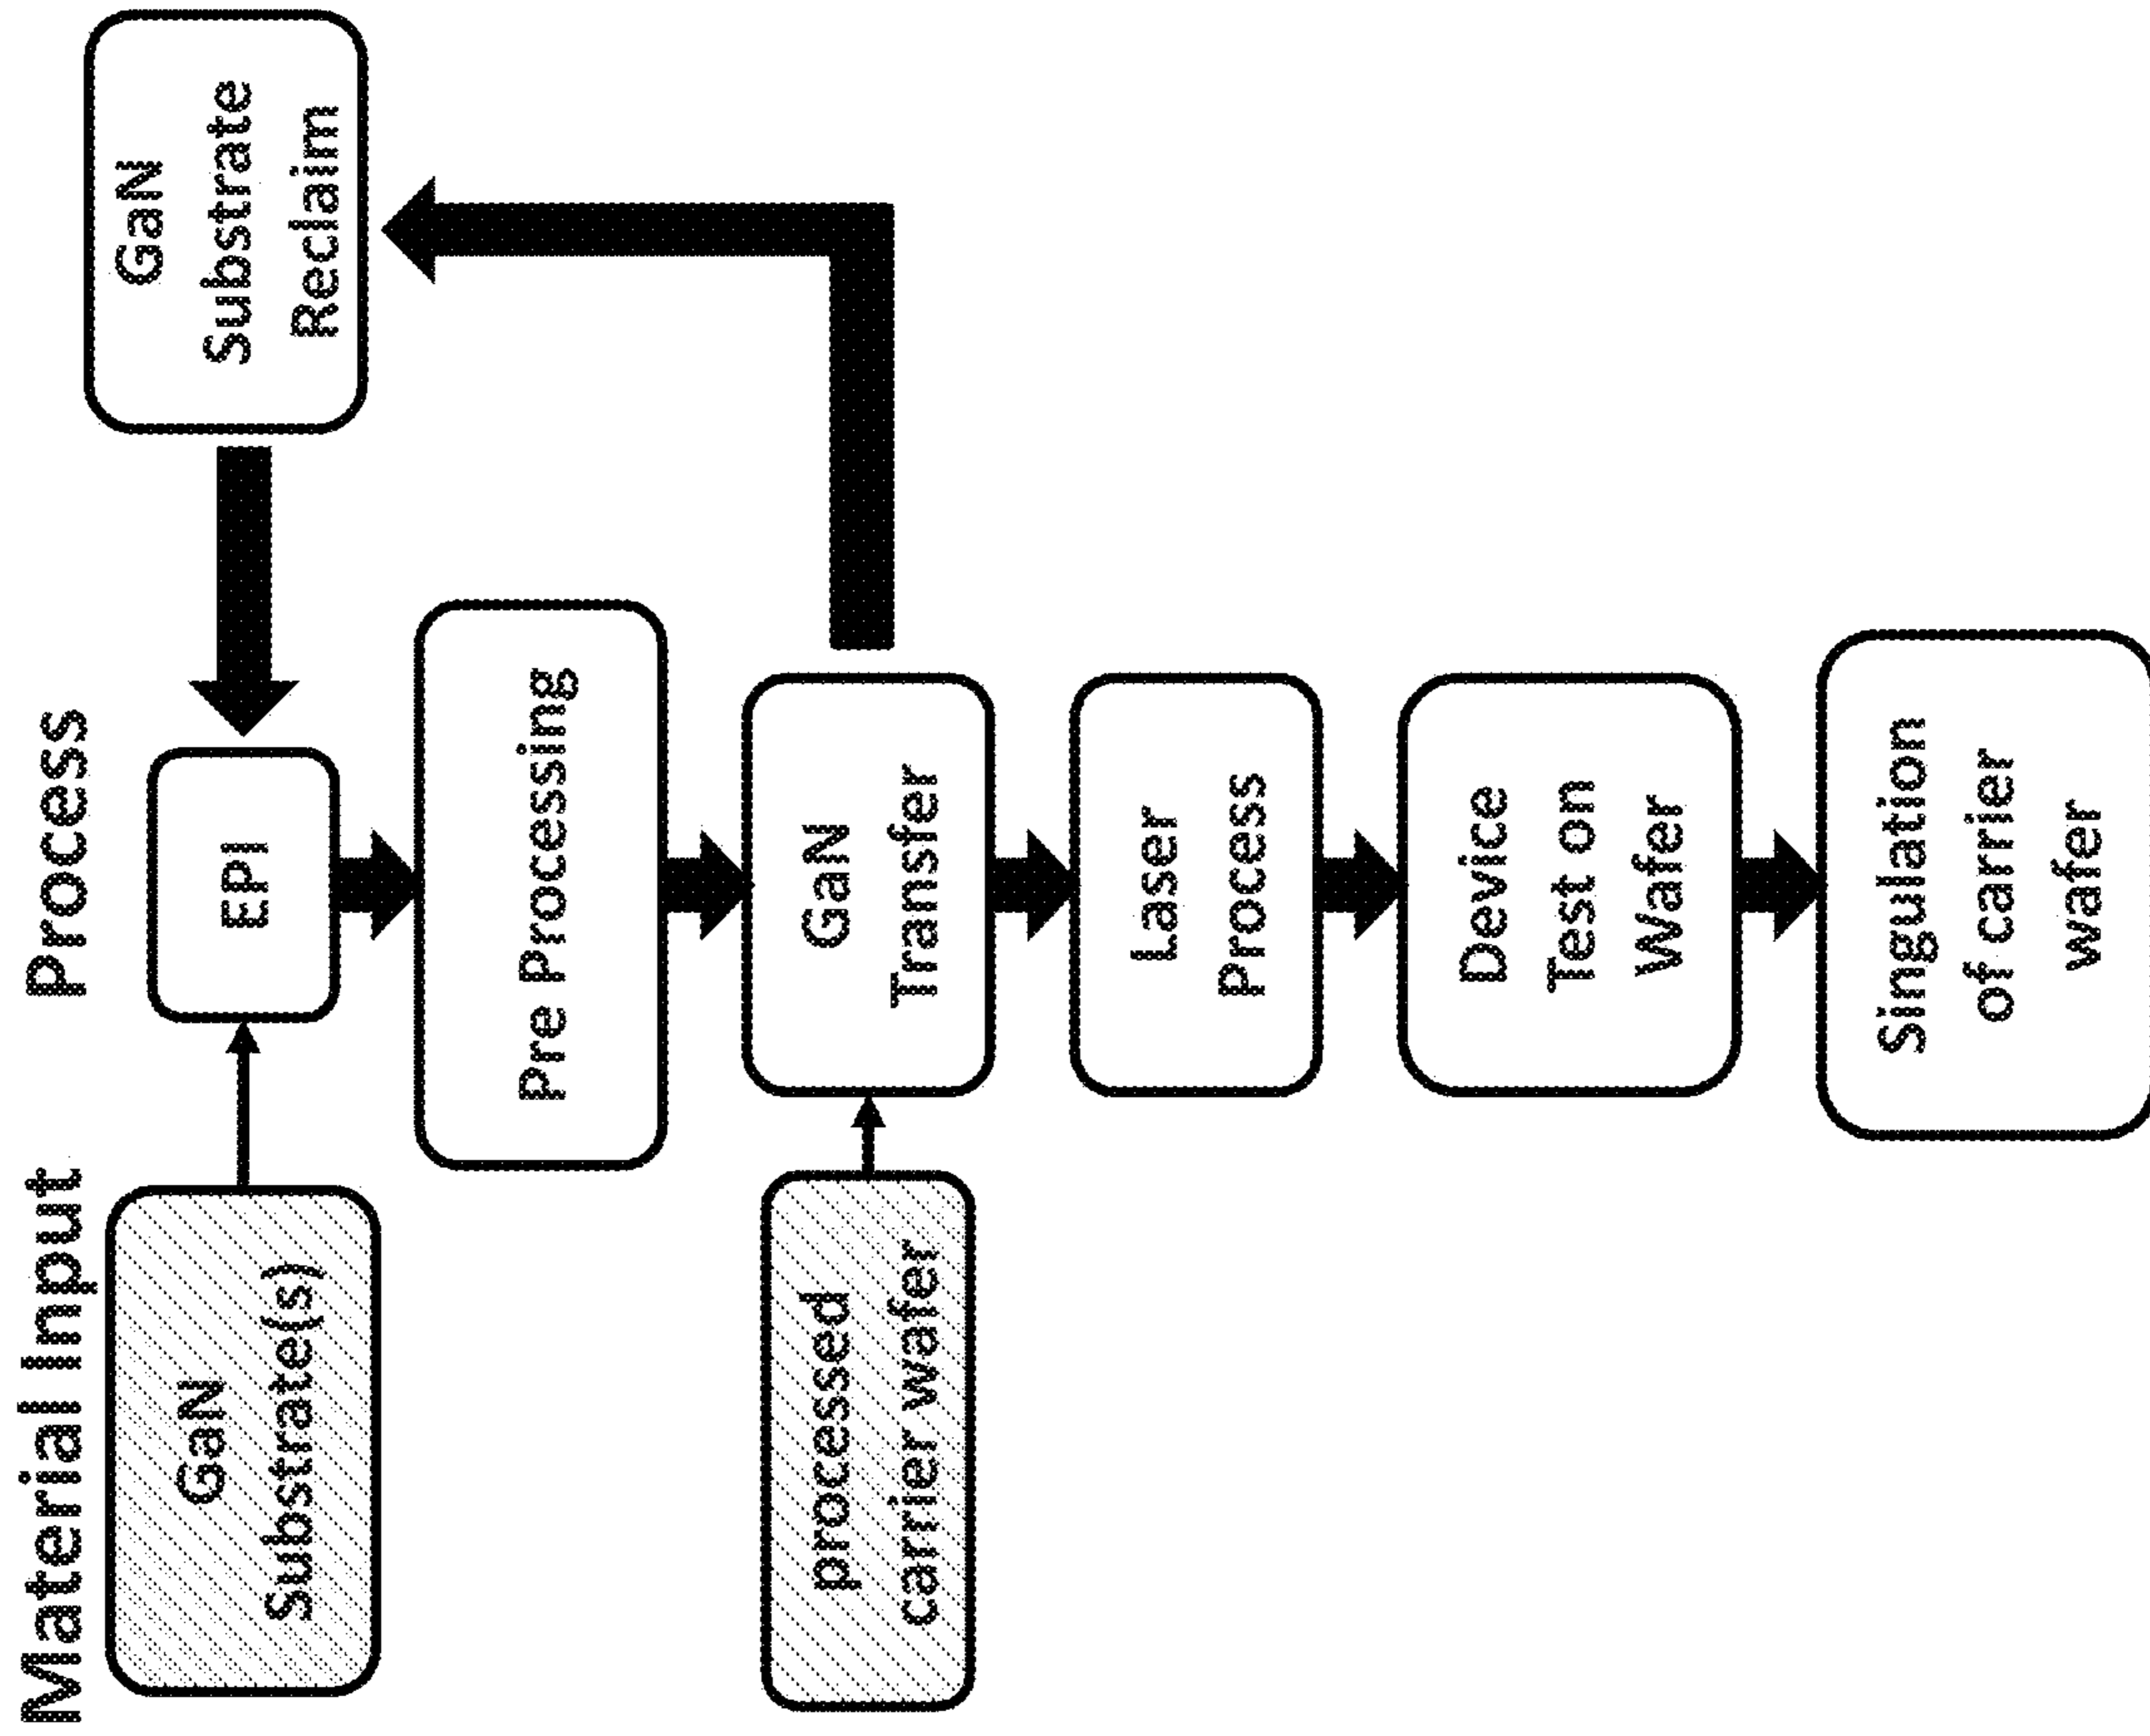 Material Input
Process
GaN
Substrate(s)
EPI
GaN
Substrate
Reclaim
Pre Processing
processed
carrier wafer
GaN
Transfer
Laser
Process
Device
Test on
Wafer
Singulation
of carrier
wafer